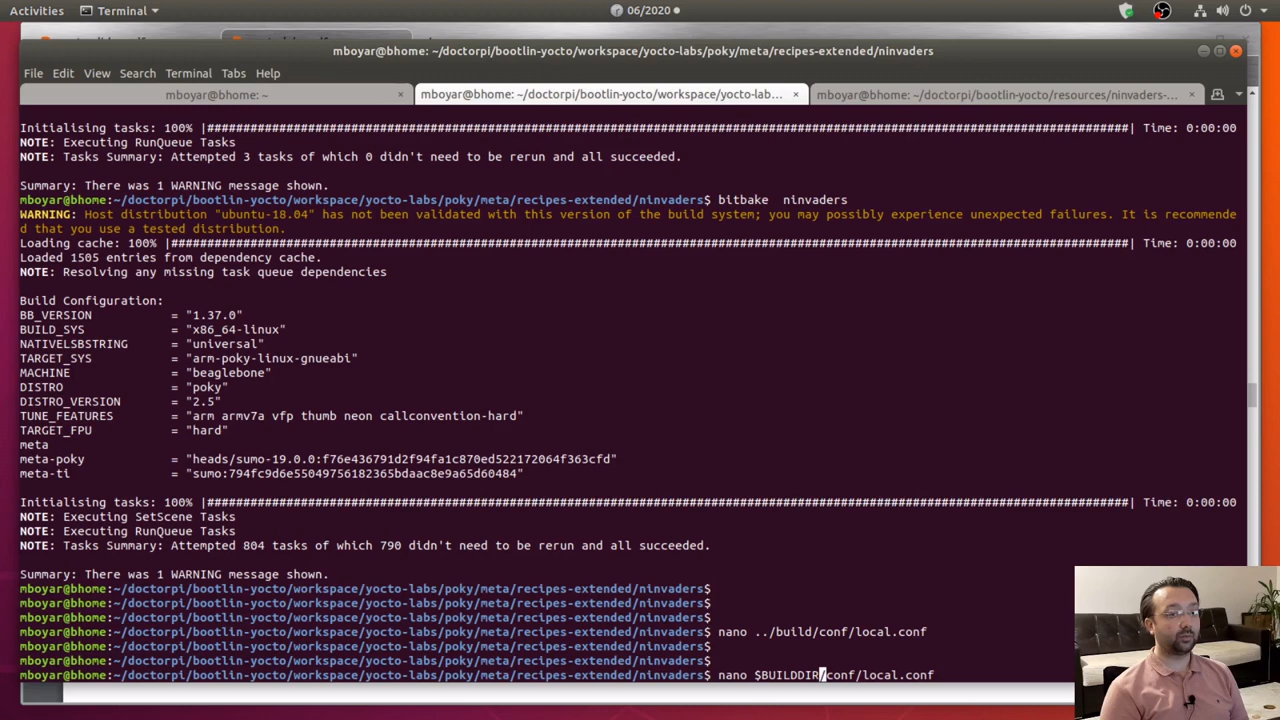 Activities Terminal 06/2020
mboyar@bhome: ~/doctorpi/bootlin-yocto/workspace/yocto-labs/poky/meta/recipes-extended/ninvaders
File Edit View Search Terminal Tabs Help
mboyar@bhome: ~ mboyar@bhome: ~/doctorpi/bootlin-yocto/workspace/yocto-lab... mboyar@bhome: ~/doctorpi/bootlin-yocto/resources/ninvaders-...
Initialising tasks: 100% |####################################################################################################################################| Time: 0:00:00
NOTE: Executing RunQueue Tasks
NOTE: Tasks Summary: Attempted 3 tasks of which 0 didn't need to be rerun and all succeeded.
Summary: There was 1 WARNING message shown.
mboyar@bhome:~/doctorpi/bootlin-yocto/workspace/yocto-labs/poky/meta/recipes-extended/ninvaders$ bitbake  ninvaders
WARNING: Host distribution "ubuntu-18.04" has not been validated with this version of the build system; you may possibly experience unexpected failures. It is recommende
d that you use a tested distribution.
Loading cache: 100% |#########################################################################################################################################| Time: 0:00:00
Loaded 1505 entries from dependency cache.
NOTE: Resolving any missing task queue dependencies
Build Configuration:
BB_VERSION = "1.37.0"
BUILD_SYS = "x86_64-linux"
NATIVELSBSTRING = "universal"
TARGET_SYS = "arm-poky-linux-gnueabi"
MACHINE = "beaglebone"
DISTRO = "poky"
DISTRO_VERSION = "2.5"
TUNE_FEATURES = "arm armv7a vfp thumb neon callconvention-hard"
TARGET_FPU = "hard"
meta
meta-poky = "heads/sumo-19.0.0:f76e436791d2f94fa1c870ed522172064f363cfd"
meta-ti = "sumo:794fc9d6e55049756182365bdaac8e9a65d60484"
Initialising tasks: 100% |####################################################################################################################################| Time: 0:00:00
NOTE: Executing SetScene Tasks
NOTE: Executing RunQueue Tasks
NOTE: Tasks Summary: Attempted 804 tasks of which 790 didn't need to be rerun and all succeeded.
Summary: There was 1 WARNING message shown.
mboyar@bhome:~/doctorpi/bootlin-yocto/workspace/yocto-labs/poky/meta/recipes-extended/ninvaders$
mboyar@bhome:~/doctorpi/bootlin-yocto/workspace/yocto-labs/poky/meta/recipes-extended/ninvaders$
mboyar@bhome:~/doctorpi/bootlin-yocto/workspace/yocto-labs/poky/meta/recipes-extended/ninvaders$
mboyar@bhome:~/doctorpi/bootlin-yocto/workspace/yocto-labs/poky/meta/recipes-extended/ninvaders$ nano ../build/conf/local.conf
mboyar@bhome:~/doctorpi/bootlin-yocto/workspace/yocto-labs/poky/meta/recipes-extended/ninvaders$
mboyar@bhome:~/doctorpi/bootlin-yocto/workspace/yocto-labs/poky/meta/recipes-extended/ninvaders$
mboyar@bhome:~/doctorpi/bootlin-yocto/workspace/yocto-labs/poky/meta/recipes-extended/ninvaders$ nano $BUILDDIR/conf/local.conf